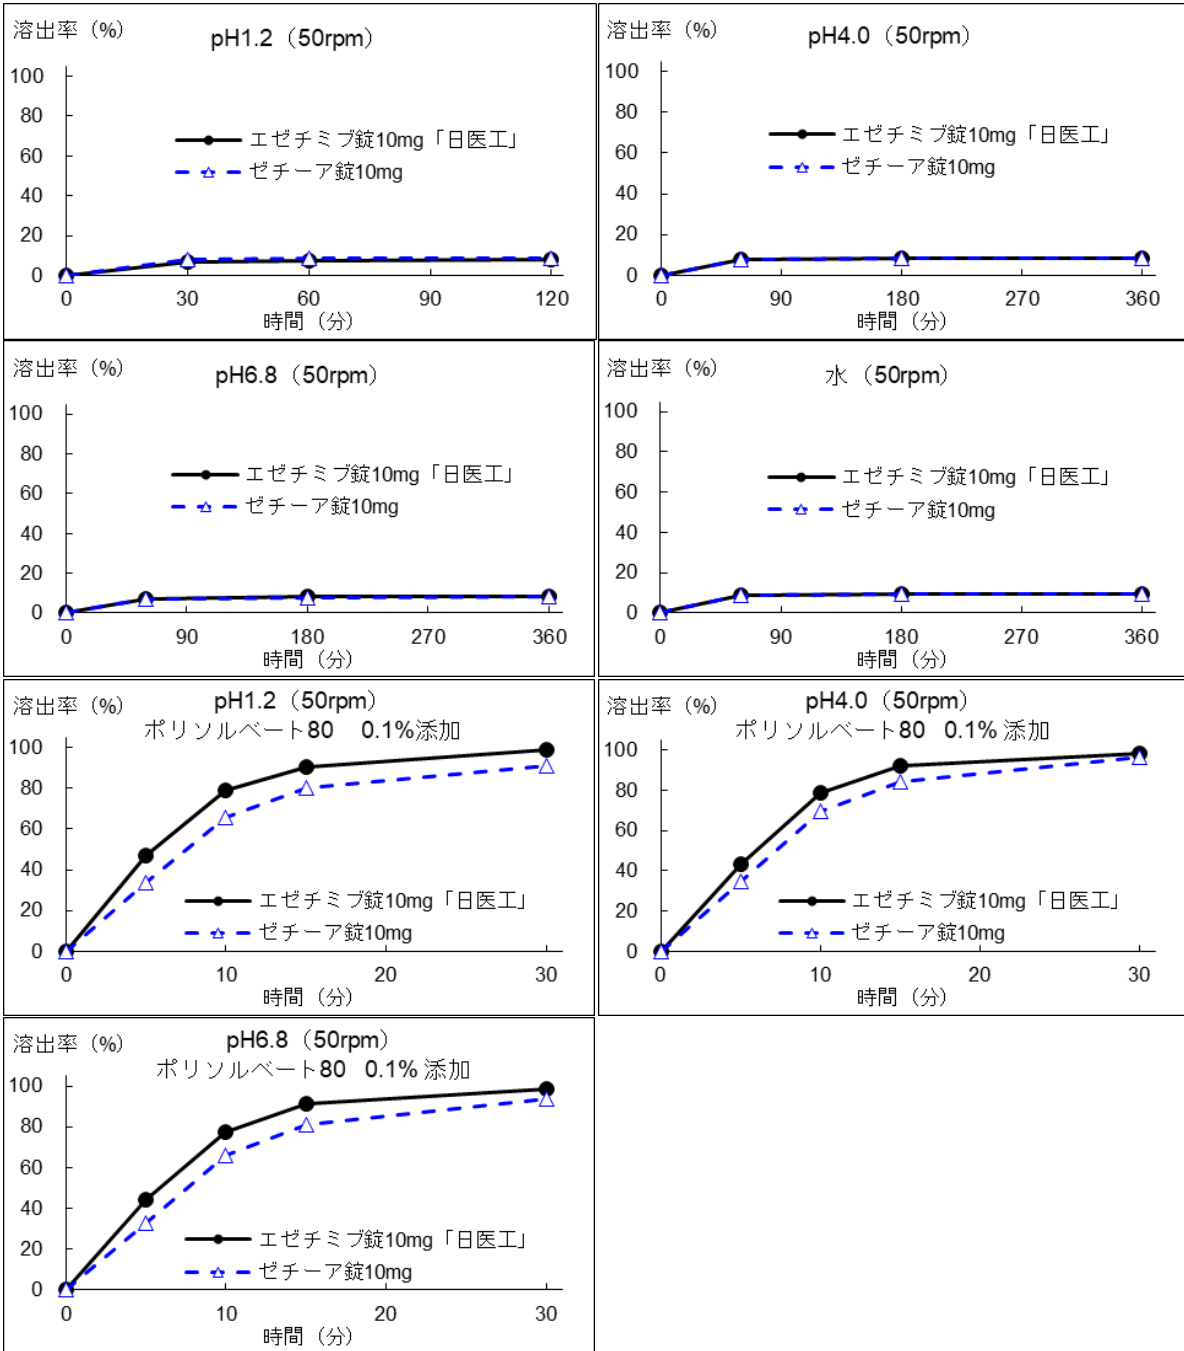 溶出率（%）
pH1.2（50rpm）
100
80
60
40
20
0
エゼチミブ錠10mg「日医工」
ゼチーア錠10mg
0 30 60 90 120
時間（分）
溶出率（%）
pH4.0（50rpm）
100
80
60
40
20
0
エゼチミブ錠10mg「日医工」
ゼチーア錠10mg
0 90 180 270 360
時間（分）
溶出率（%）
pH6.8（50rpm）
100
80
60
40
20
0
エゼチミブ錠10mg「日医工」
ゼチーア錠10mg
0 90 180 270 360
時間（分）
溶出率（%）
水（50rpm）
100
80
60
40
20
0
エゼチミブ錠10mg「日医工」
ゼチーア錠10mg
0 90 180 270 360
時間（分）
溶出率（%）
pH1.2（50rpm）
ポリソルベート80　0.1%添加
100
80
60
40
20
0
エゼチミブ錠10mg「日医工」
ゼチーア錠10mg
0 10 20 30
時間（分）
溶出率（%）
pH4.0（50rpm）
ポリソルベート80　0.1%添加
100
80
60
40
20
0
エゼチミブ錠10mg「日医工」
ゼチーア錠10mg
0 10 20 30
時間（分）
溶出率（%）
pH6.8（50rpm）
ポリソルベート80　0.1%添加
100
80
60
40
20
0
エゼチミブ錠10mg「日医工」
ゼチーア錠10mg
0 10 20 30
時間（分）